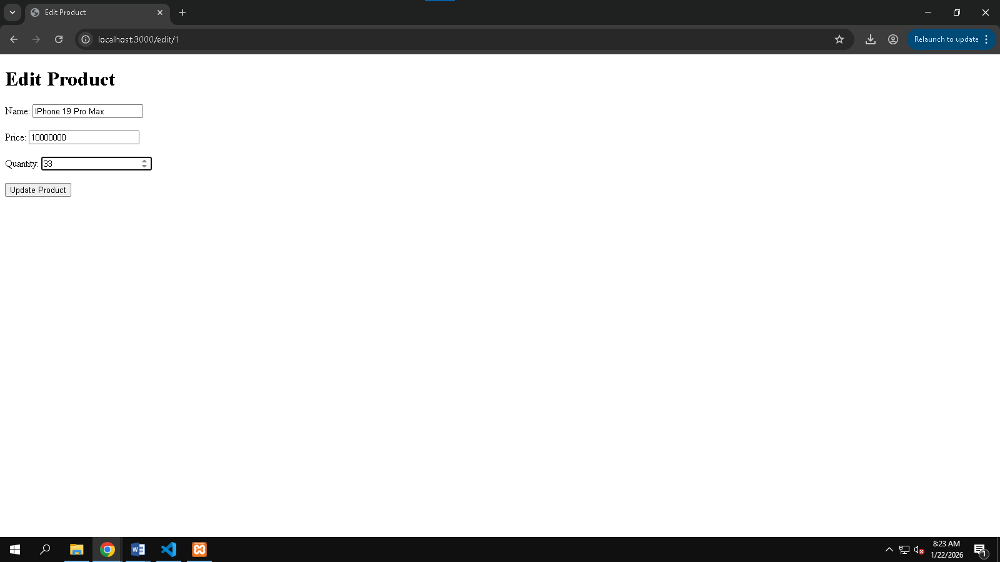 Edit Product
localhost:3000/edit/1
Relaunch to update
Edit Product
Name: IPhone 19 Pro Max
Price: 10000000
Quantity: 33
Update Product
8:23 AM
1/22/2026
1